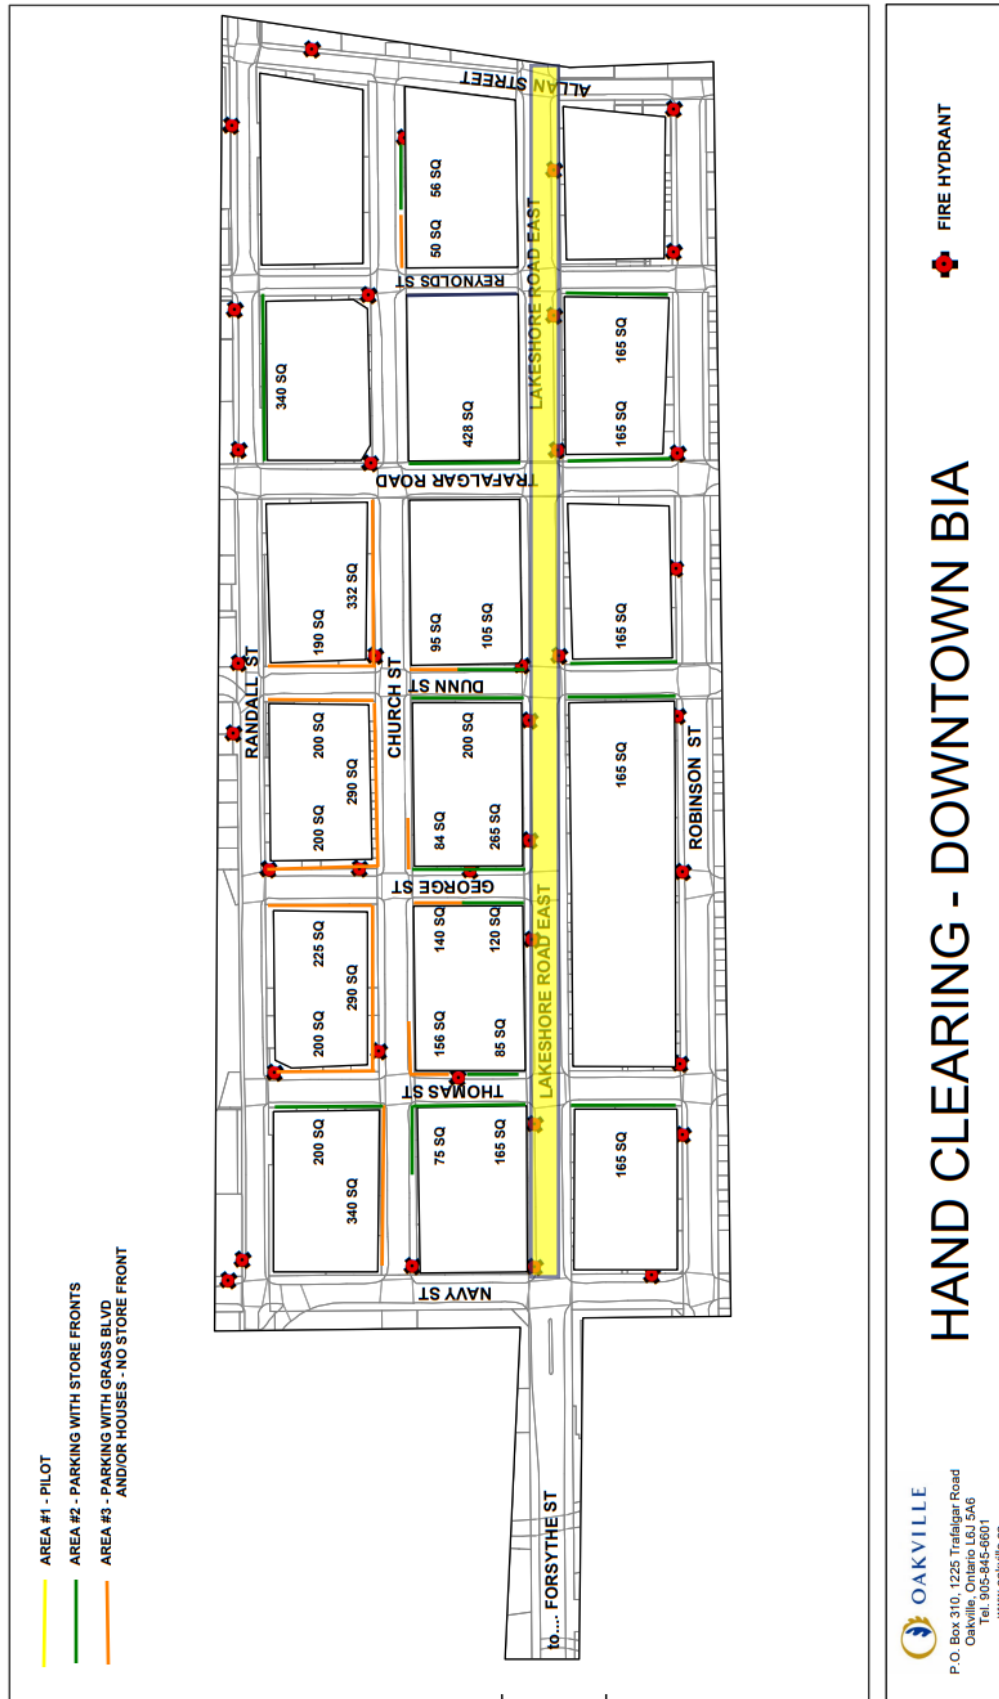 AREA #1 - PILOT
AREA #2 - PARKING WITH STORE FRONTS
AREA #3 - PARKING WITH GRASS BLVD
AND/OR HOUSES - NO STORE FRONT
RANDALL ST
CHURCH ST
LAKESHORE ROAD EAST
LAKESHORE ROAD EAST
ROBINSON ST
to.... FORSYTHE ST
NAVY ST
THOMAS ST
GEORGE ST
DUNN ST
TRAFALGAR ROAD
REYNOLDS ST
ALLAN STREET
340 SQ
200 SQ
200 SQ
290 SQ
225 SQ
200 SQ
290 SQ
200 SQ
190 SQ
332 SQ
340 SQ
75 SQ
165 SQ
156 SQ
85 SQ
140 SQ
120 SQ
84 SQ
265 SQ
200 SQ
95 SQ
105 SQ
428 SQ
50 SQ
56 SQ
165 SQ
165 SQ
165 SQ
165 SQ
165 SQ
OAKVILLE
P.O. Box 310, 1225 Trafalgar Road
Oakville, Ontario L6J 5A6
Tel. 905-845-6601
HAND CLEARING - DOWNTOWN BIA
FIRE HYDRANT